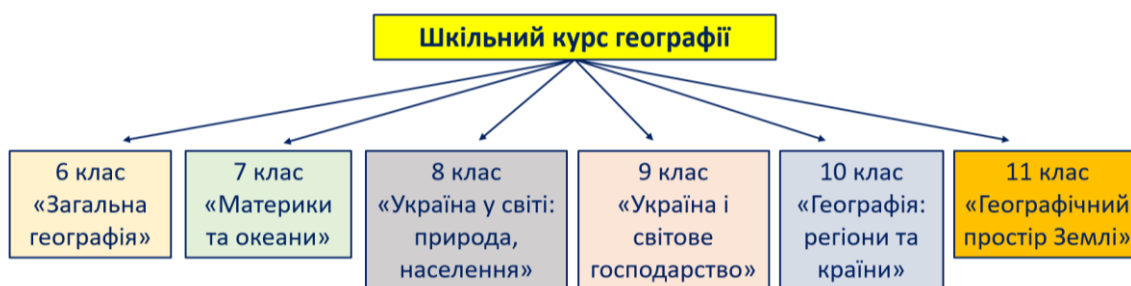 Шкільний курс географії
6 клас
«Загальна
географія»
7 клас
«Материки
та океани»
8 клас
«Україна у світі:
природа,
населення»
9 клас
«Україна і
світове
господарство»
10 клас
«Географія:
регіони та
країни»
11 клас
«Географічний
простір Землі»